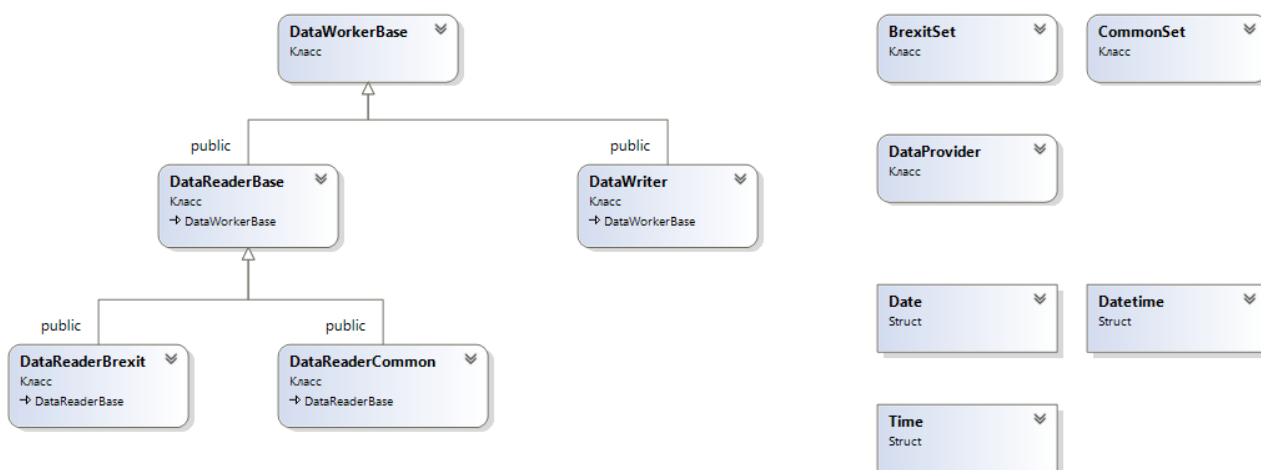 DataWorkerBase
Класс
BrexitSet
Класс
CommonSet
Класс
public
public
DataReaderBase
Класс
DataWorkerBase
DataWriter
Класс
DataWorkerBase
DataProvider
Класс
public
public
DataReaderBrexit
Класс
DataReaderBase
DataReaderCommon
Класс
DataReaderBase
Date
Struct
Datetime
Struct
Time
Struct